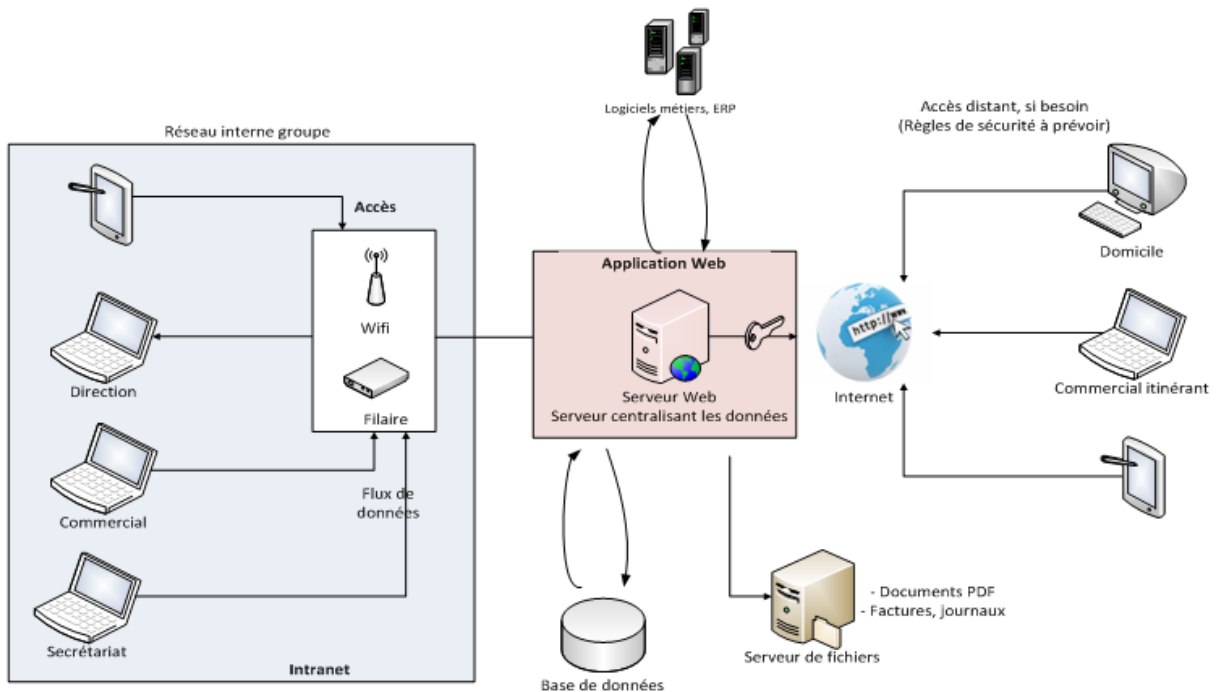 Logiciels métiers, ERP
Accès distant, si besoin
(Règles de sécurité à prévoir)
Réseau interne groupe
Accès
Wifi
Filaire
Direction
Commercial
Flux de
données
Secrétariat
Intranet
Application Web
Serveur Web
Serveur centralisant les données
http://www
Internet
Domicile
Commercial itinérant
Base de données
Serveur de fichiers
- Documents PDF
- Factures, journaux